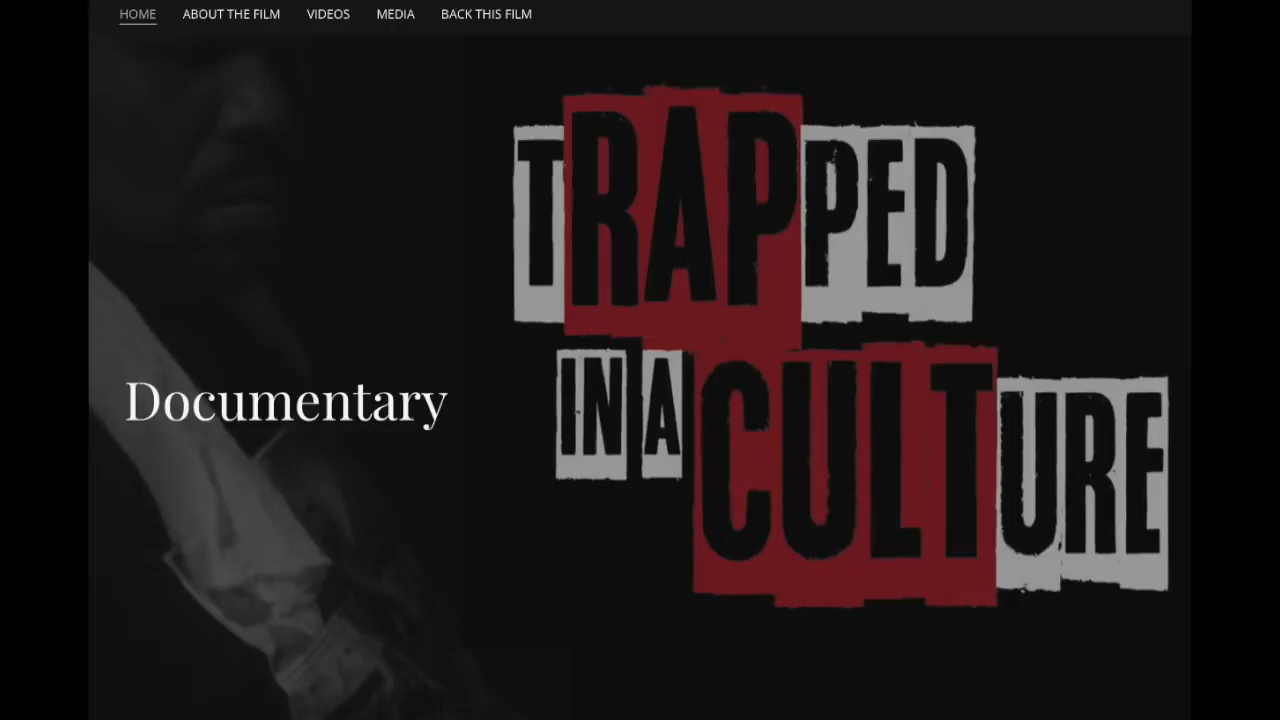 HOME ABOUT THE FILM VIDEOS MEDIA BACK THIS FILM
TRAPPED
IN A CULTURE
Documentary